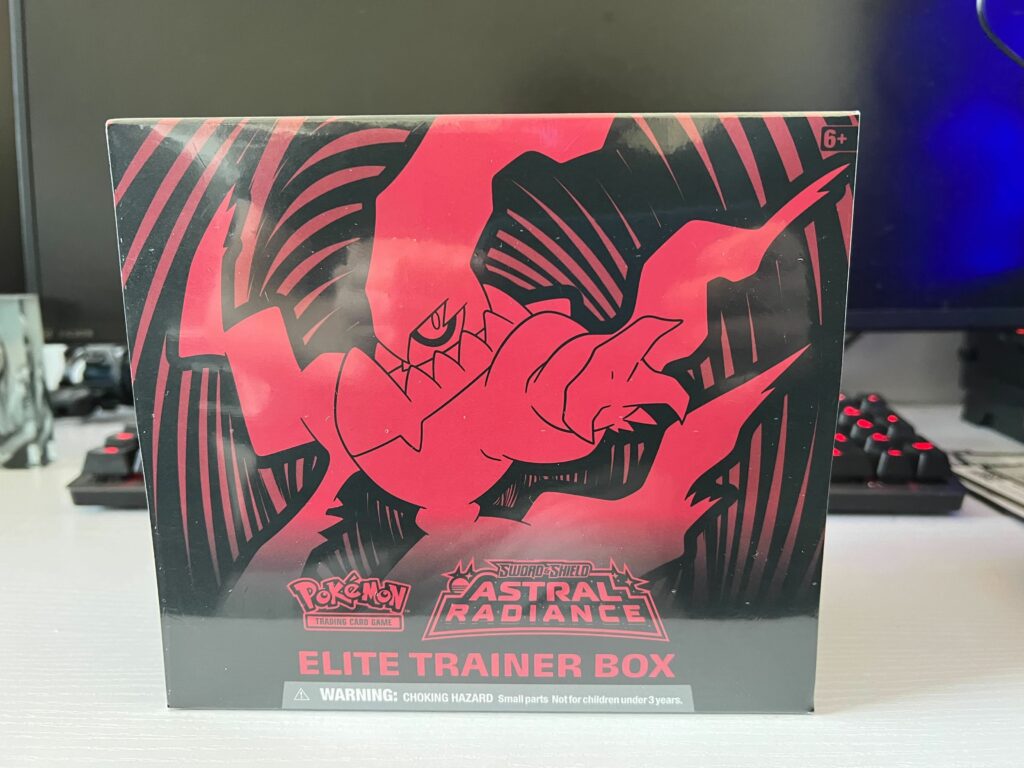 6+
POKéMON
TRADING CARD GAME
SWORD & SHIELD
ASTRAL
RADIANCE
ELITE TRAINER BOX
WARNING: CHOKING HAZARD Small parts Not for children under 3 years.